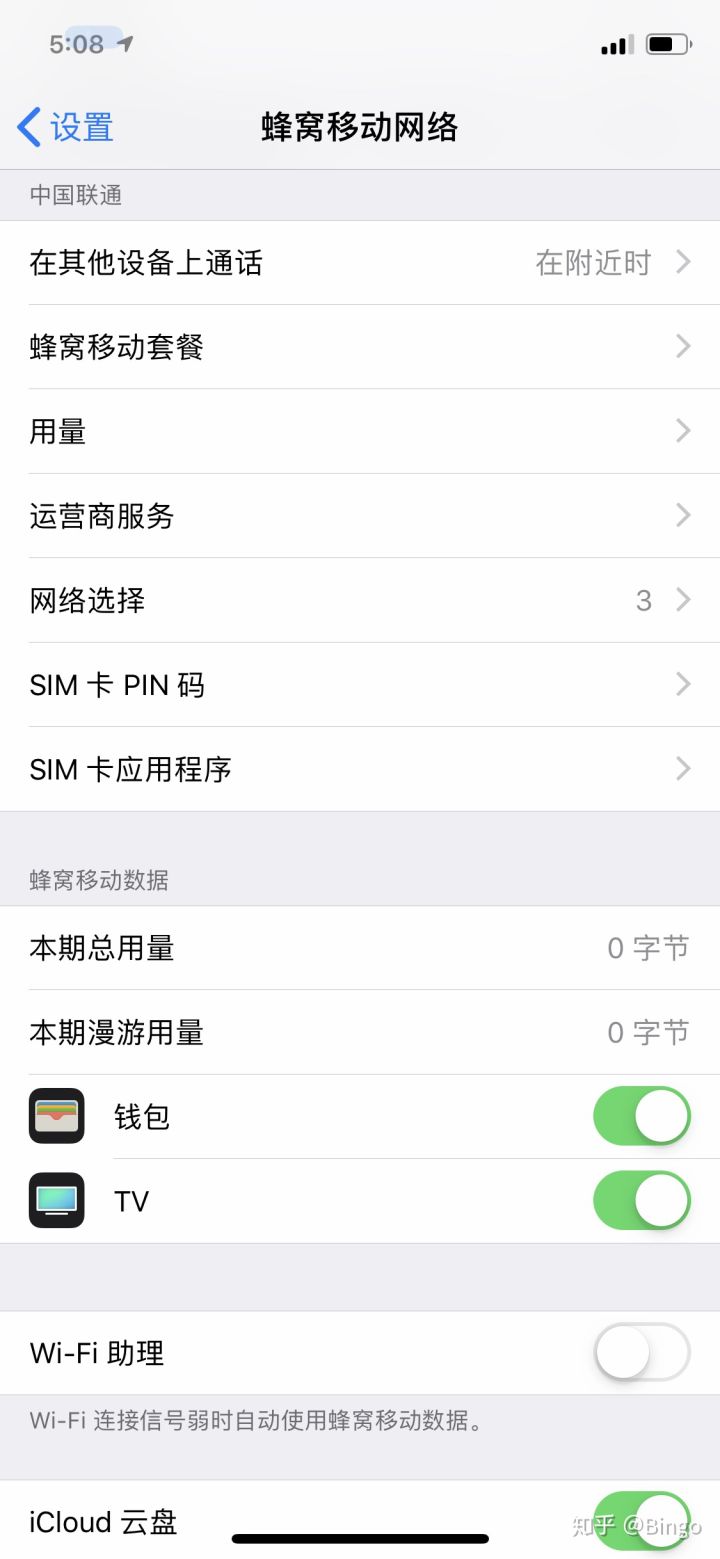 5:08
设置 蜂窝移动网络
中国联通
在其他设备上通话 在附近时
蜂窝移动套餐
用量
运营商服务
网络选择 3
SIM 卡 PIN 码
SIM 卡应用程序
蜂窝移动数据
本期总用量 0 字节
本期漫游用量 0 字节
钱包
TV
Wi-Fi 助理
Wi-Fi 连接信号弱时自动使用蜂窝移动数据。
iCloud 云盘
知乎 @Bingo